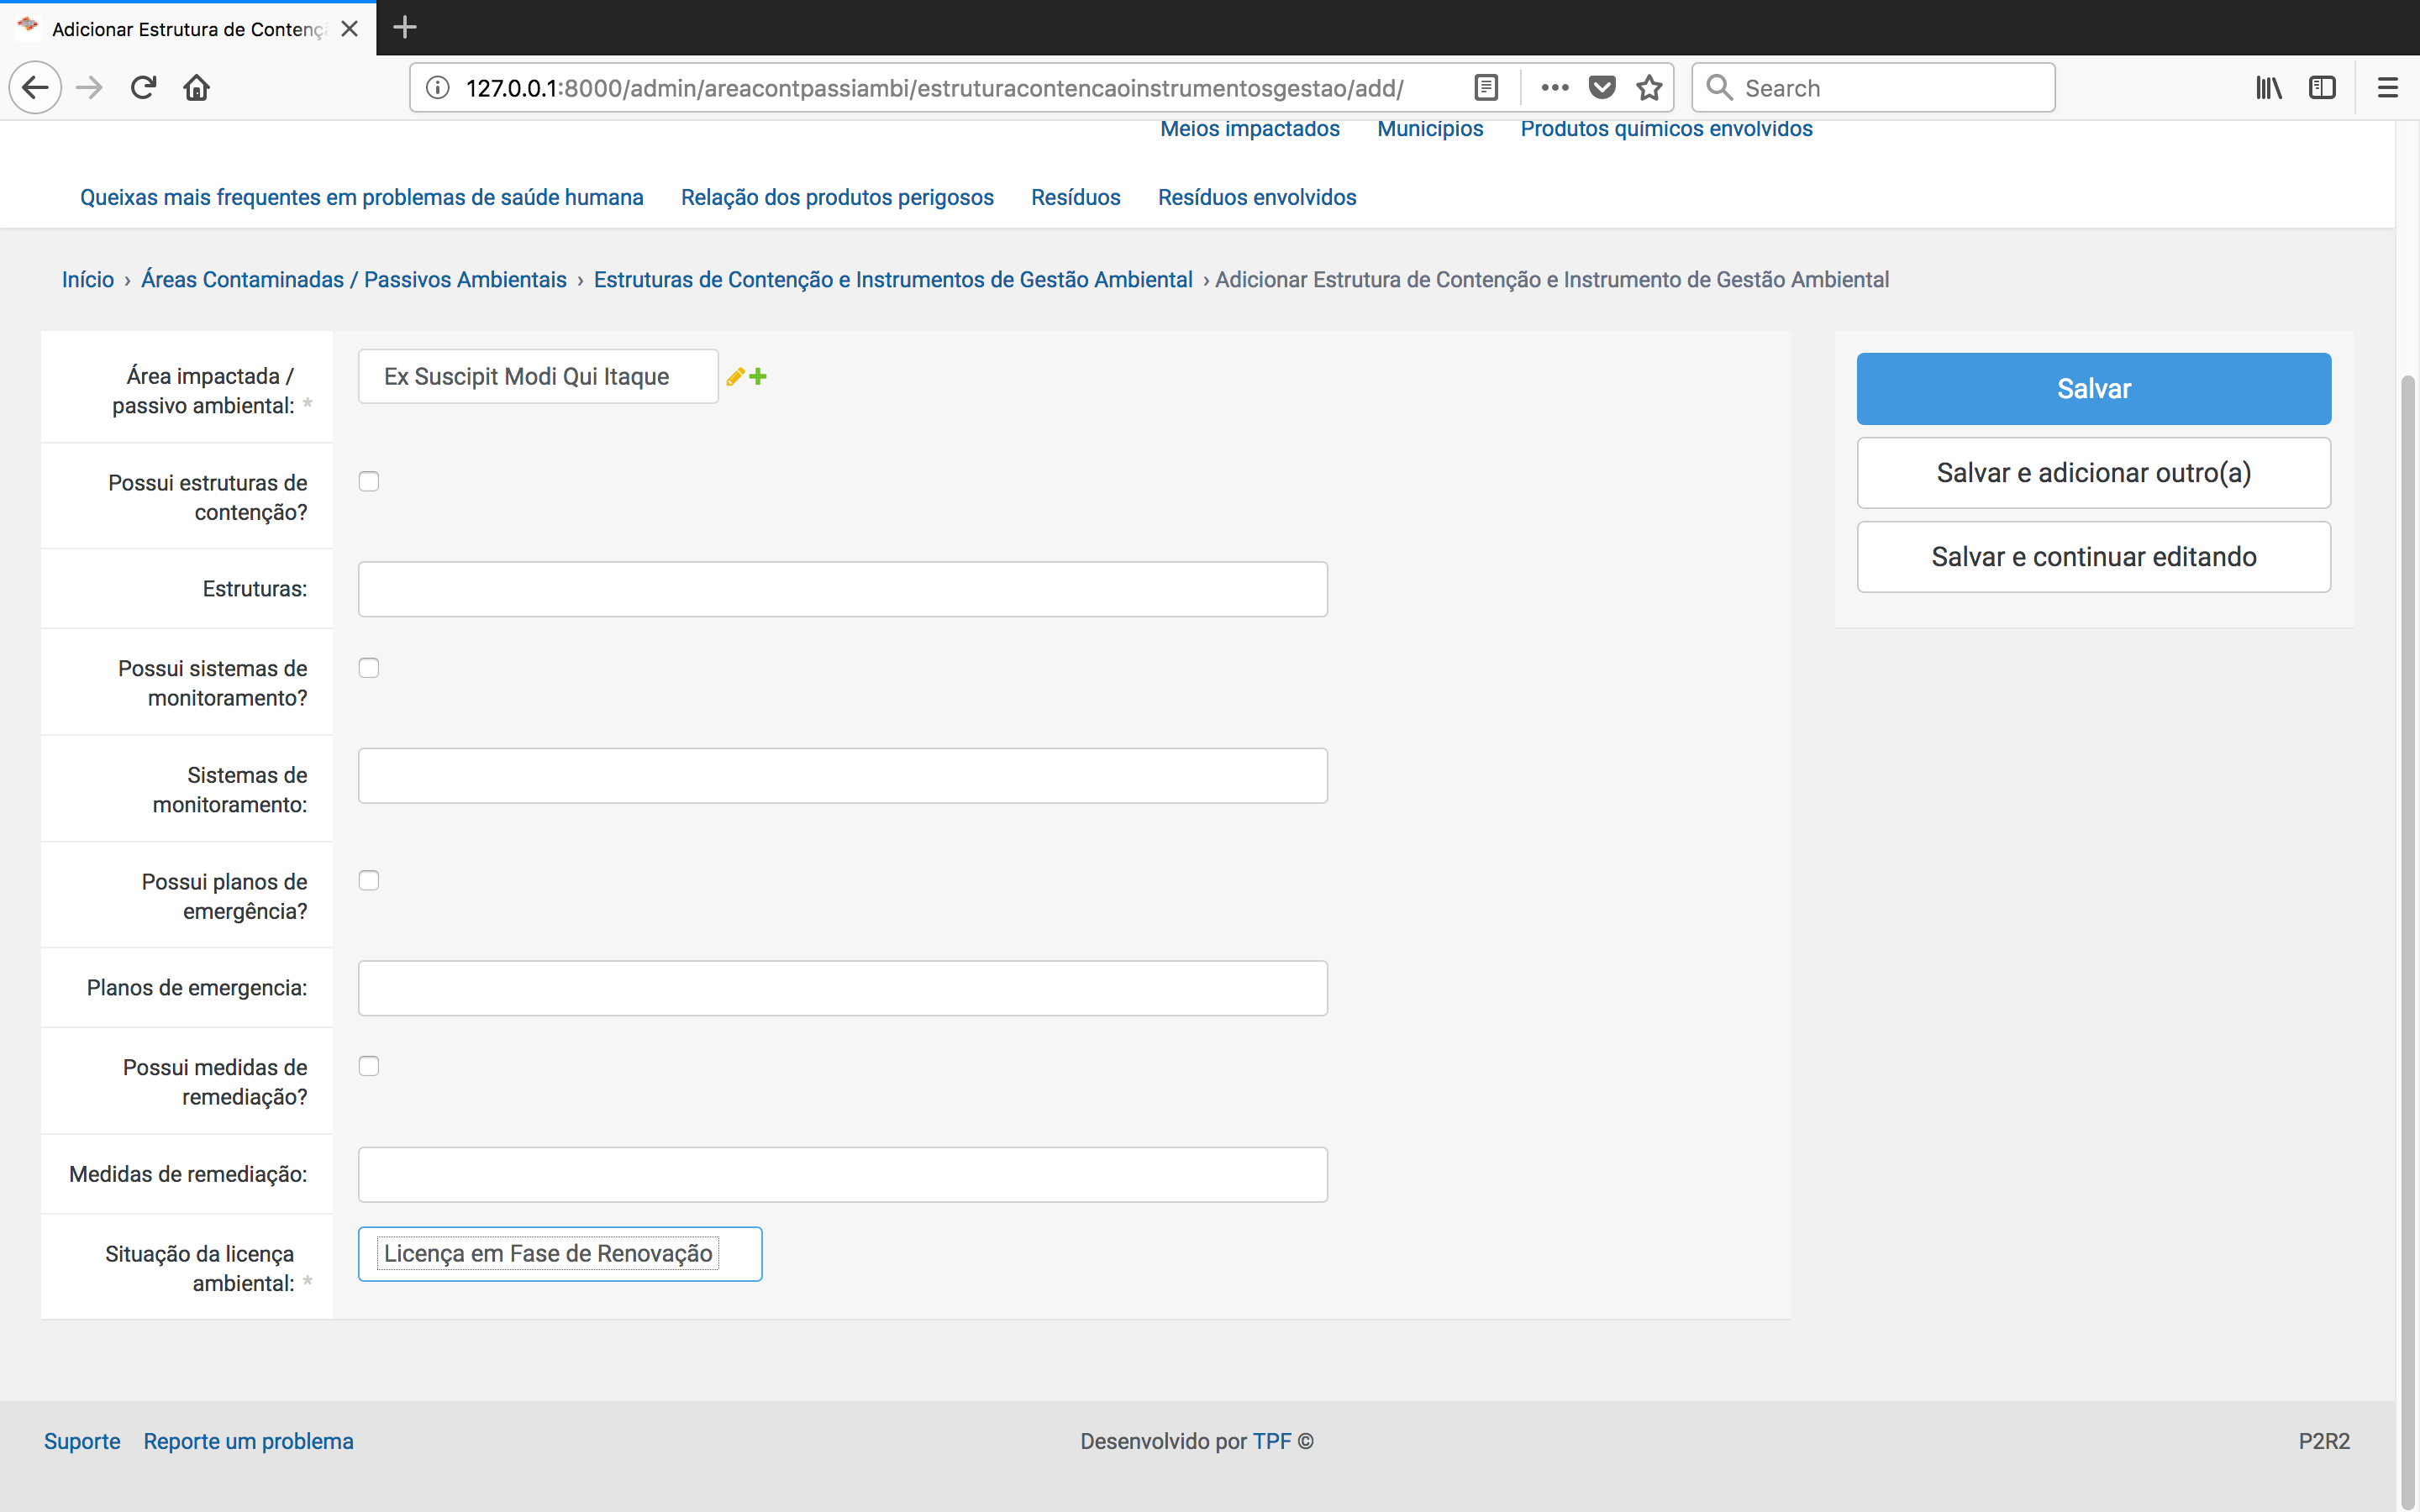 Adicionar Estrutura de Contençã
127.0.0.1:8000/admin/areacontpassiambi/estruturacontencaoinstrumentosgestao/add/
Search
Meios impactados Municípios Produtos químicos envolvidos
Queixas mais frequentes em problemas de saúde humana Relação dos produtos perigosos Resíduos Resíduos envolvidos
Início › Áreas Contaminadas / Passivos Ambientais › Estruturas de Contenção e Instrumentos de Gestão Ambiental › Adicionar Estrutura de Contenção e Instrumento de Gestão Ambiental
Área impactada /
passivo ambiental: *
Ex Suscipit Modi Qui Itaque
Salvar
Salvar e adicionar outro(a)
Salvar e continuar editando
Possui estruturas de
contenção?
Estruturas:
Possui sistemas de
monitoramento?
Sistemas de
monitoramento:
Possui planos de
emergência?
Planos de emergencia:
Possui medidas de
remediação?
Medidas de remediação:
Situação da licença
ambiental: *
Licença em Fase de Renovação
Suporte Reporte um problema
Desenvolvido por TPF ©
P2R2